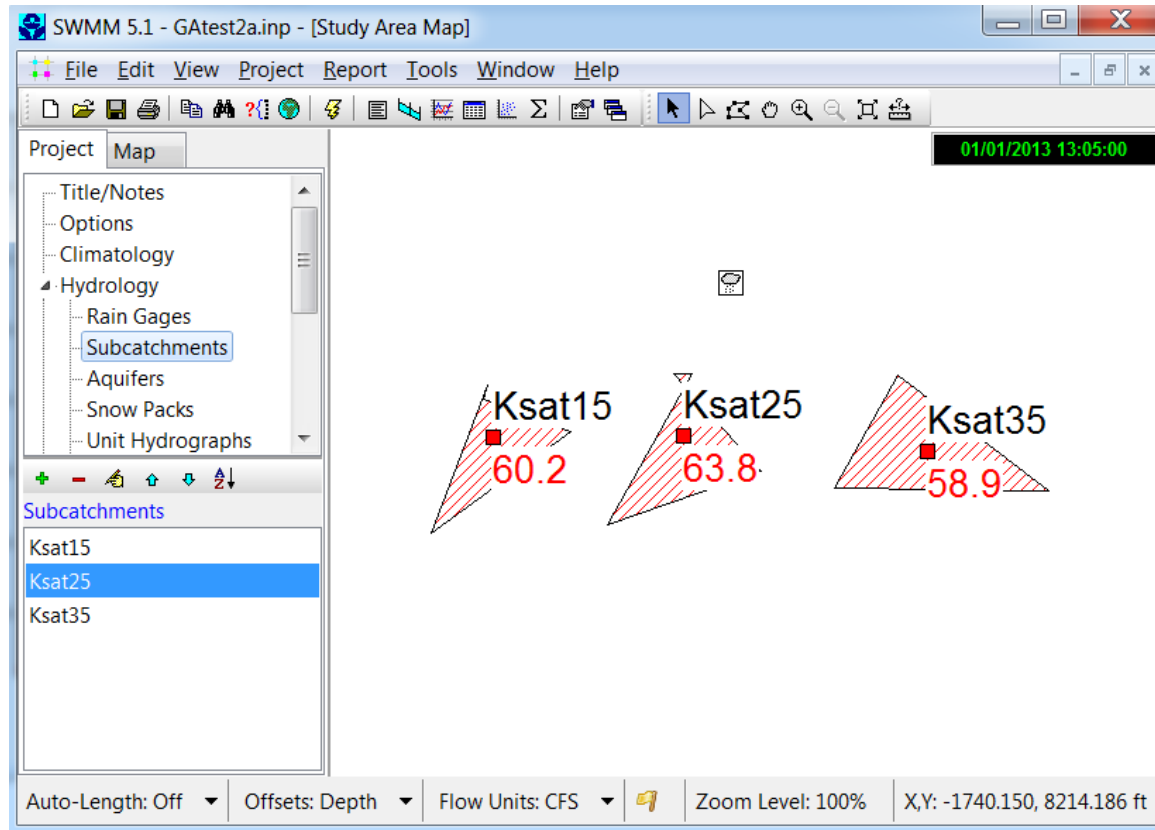 SWMM 5.1 - GAtest2a.inp - [Study Area Map]
File Edit View Project Report Tools Window Help
Project Map
01/01/2013 13:05:00
Title/Notes
Options
Climatology
Hydrology
Rain Gages
Subcatchments
Aquifers
Snow Packs
Unit Hydrographs
Subcatchments
Ksat15
Ksat25
Ksat35
Ksat15
60.2
Ksat25
63.8
Ksat35
58.9
Auto-Length: Off Offsets: Depth Flow Units: CFS Zoom Level: 100% X,Y: -1740.150, 8214.186 ft